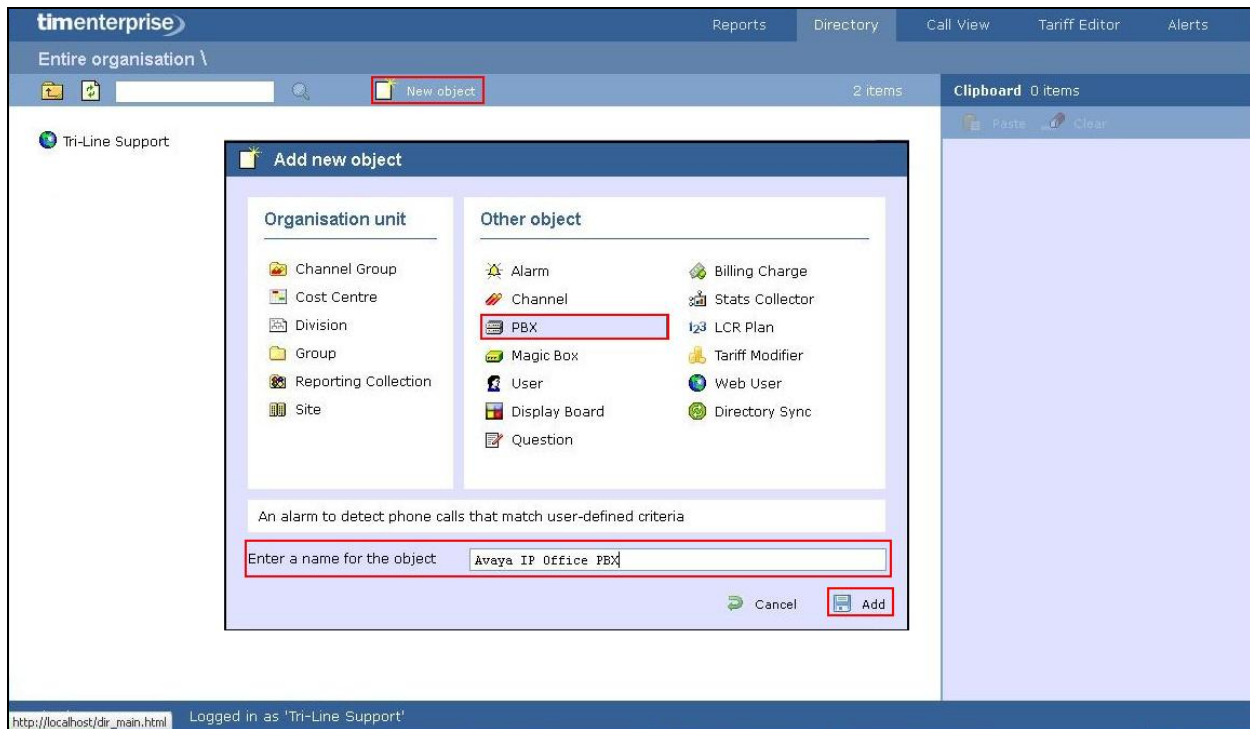 timenterprise
Reports Directory Call View Tariff Editor Alerts
Entire organisation \
New object 2 items Clipboard 0 items
Paste Clear
Tri-Line Support
Add new object
Organisation unit
Channel Group
Cost Centre
Division
Group
Reporting Collection
Site
Other object
Alarm
Channel
PBX
Magic Box
User
Display Board
Question
Billing Charge
Stats Collector
123 LCR Plan
Tariff Modifier
Web User
Directory Sync
An alarm to detect phone calls that match user-defined criteria
Enter a name for the object Avaya IP Office PBX
Cancel Add
http://localhost/dir_main.html Logged in as 'Tri-Line Support'